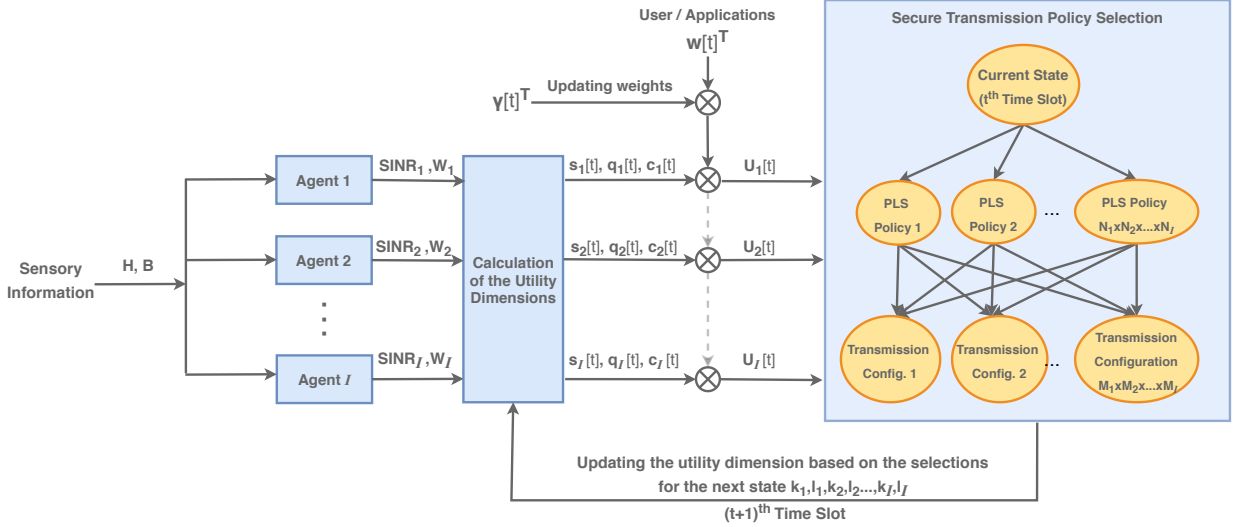 User / Applications
w[t]ᵀ
Updating weights
γ[t]ᵀ
Secure Transmission Policy Selection
Current State
(tᵗʰ Time Slot)
Sensory
Information
H, B
Agent 1
SINR₁ ,W₁
s₁[t], q₁[t], c₁[t]
U₁[t]
Agent 2
SINR₂ ,W₂
s₂[t], q₂[t], c₂[t]
U₂[t]
Agent I
SINR_I ,W_I
s_I[t], q_I[t], c_I[t]
U_I[t]
Calculation
of the Utility
Dimensions
PLS
Policy 1
PLS
Policy 2
...
PLS Policy
N₁xN₂x...xN_I
Transmission
Config. 1
Transmission
Config. 2
...
Transmission
Configuration
M₁xM₂x...xM_I
Updating the utility dimension based on the selections
for the next state k₁,l₁,k₂,l₂...,k_I,l_I
(t+1)ᵗʰ Time Slot